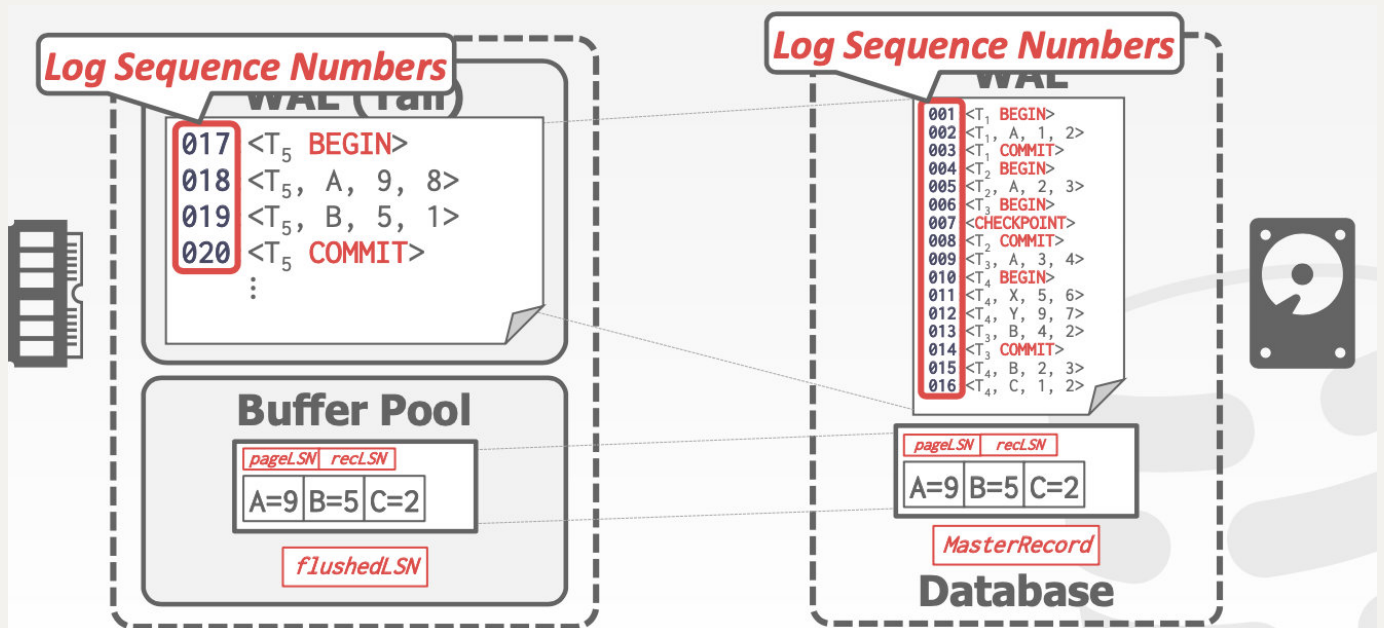 Log Sequence Numbers
WAL (Tail)
017 <T5 BEGIN>
018 <T5, A, 9, 8>
019 <T5, B, 5, 1>
020 <T5 COMMIT>
⋮
Buffer Pool
pageLSN recLSN
A=9 B=5 C=2
flushedLSN
Log Sequence Numbers
WAL
001 <T1 BEGIN>
002 <T1, A, 1, 2>
003 <T1 COMMIT>
004 <T2 BEGIN>
005 <T2, A, 2, 3>
006 <T3 BEGIN>
007 <CHECKPOINT>
008 <T2 COMMIT>
009 <T3, A, 3, 4>
010 <T4 BEGIN>
011 <T4, X, 5, 6>
012 <T4, Y, 9, 7>
013 <T3, B, 4, 2>
014 <T3 COMMIT>
015 <T4, B, 2, 3>
016 <T4, C, 1, 2>
pageLSN recLSN
A=9 B=5 C=2
MasterRecord
Database